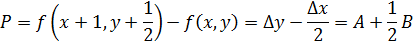 P = f(x + 1, y + 1/2) − f(x, y) = Δy − Δx/2 = A + 1/2 B